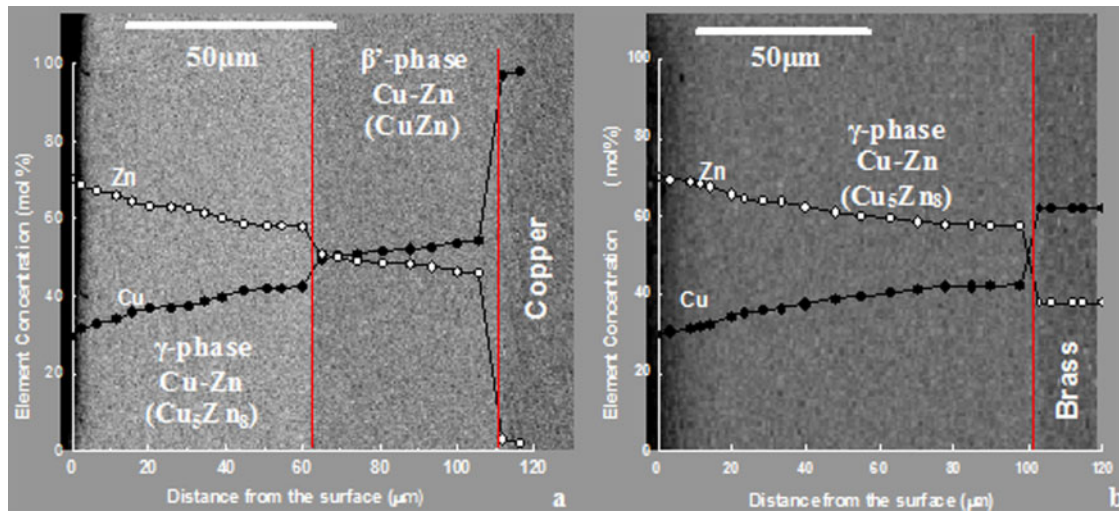 50μm
β’-phase
Cu-Zn
(CuZn)
Zn
Cu
γ-phase
Cu-Zn
(Cu₅Zn₈)
Copper
Element Concentration (mol%)
100
80
60
40
20
0
0 20 40 60 80 100 120
Distance from the surface (μm)
a
50μm
γ-phase
Cu-Zn
(Cu₅Zn₈)
Zn
Cu
Brass
Element Concentration (mol%)
100
80
60
40
20
0
0 20 40 60 80 100 120
Distance from the surface (μm)
b